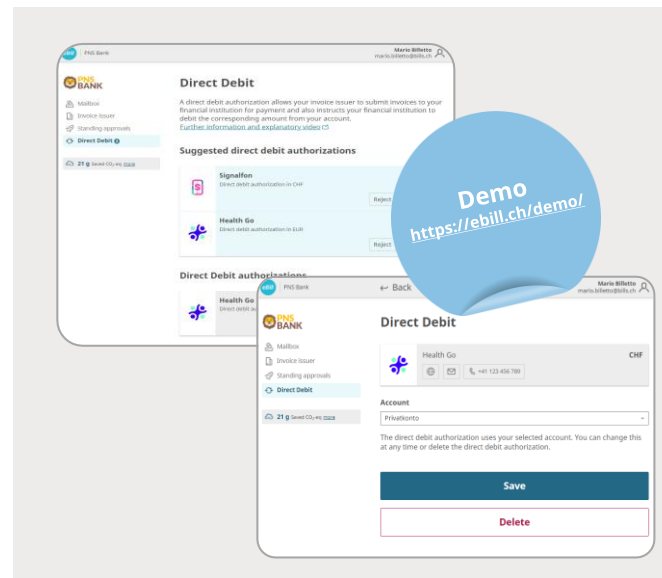 eBill PNS Bank
Mario Billetto
mario.billetto@bills.ch
PNS
BANK
Mailbox
Invoice issuer
Standing approvals
Direct Debit
21 g Saved CO₂-eq more
Direct Debit
A direct debit authorization allows your invoice issuer to submit invoices to your
financial institution for payment and also instructs your financial institution to
debit the corresponding amount from your account.
Further information and explanatory video
Suggested direct debit authorizations
Signalfon
Direct debit authorization in CHF
Reject
Health Go
Direct debit authorization in EUR
Reject
Direct Debit authorizations
Health Go
Direct debit
Demo
https://ebill.ch/demo/
eBill PNS Bank
Back
Mario Billetto
mario.billetto@bills.ch
PNS
BANK
Mailbox
Invoice issuer
Standing approvals
Direct Debit
21 g Saved CO₂-eq more
Direct Debit
Health Go
CHF
+41 123 456 789
Account
Privatkonto
The direct debit authorization uses your selected account. You can change this
at any time or delete the direct debit authorization.
Save
Delete